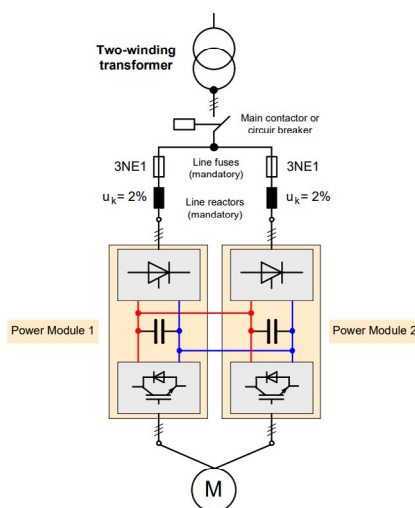 Two-winding
transformer
Main contactor or
circuir breaker
3NE1
Line fuses
(mandatory)
3NE1
uk= 2%
Line reactors
(mandatory)
uk= 2%
Power Module 1
Power Module 2
M